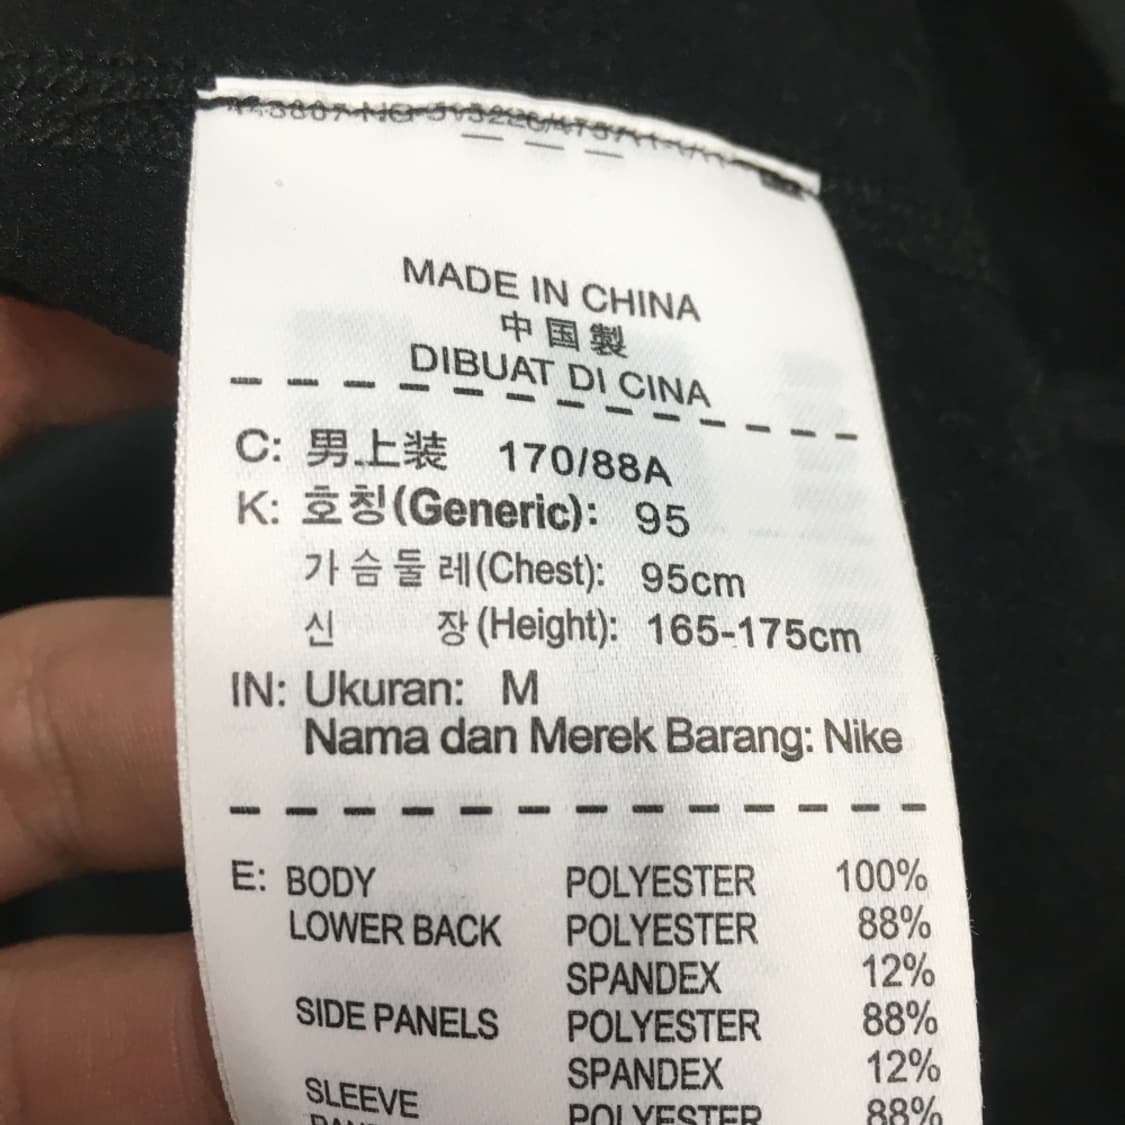 MADE IN CHINA
中国製
DIBUAT DI CINA
C: 男上装 170/88A
K: 호칭(Generic): 95
가슴둘레(Chest): 95cm
신 장(Height): 165-175cm
IN: Ukuran: M
Nama dan Merek Barang: Nike
E: BODY POLYESTER 100%
LOWER BACK POLYESTER 88%
SPANDEX 12%
SIDE PANELS POLYESTER 88%
SPANDEX 12%
SLEEVE POLYESTER 88%